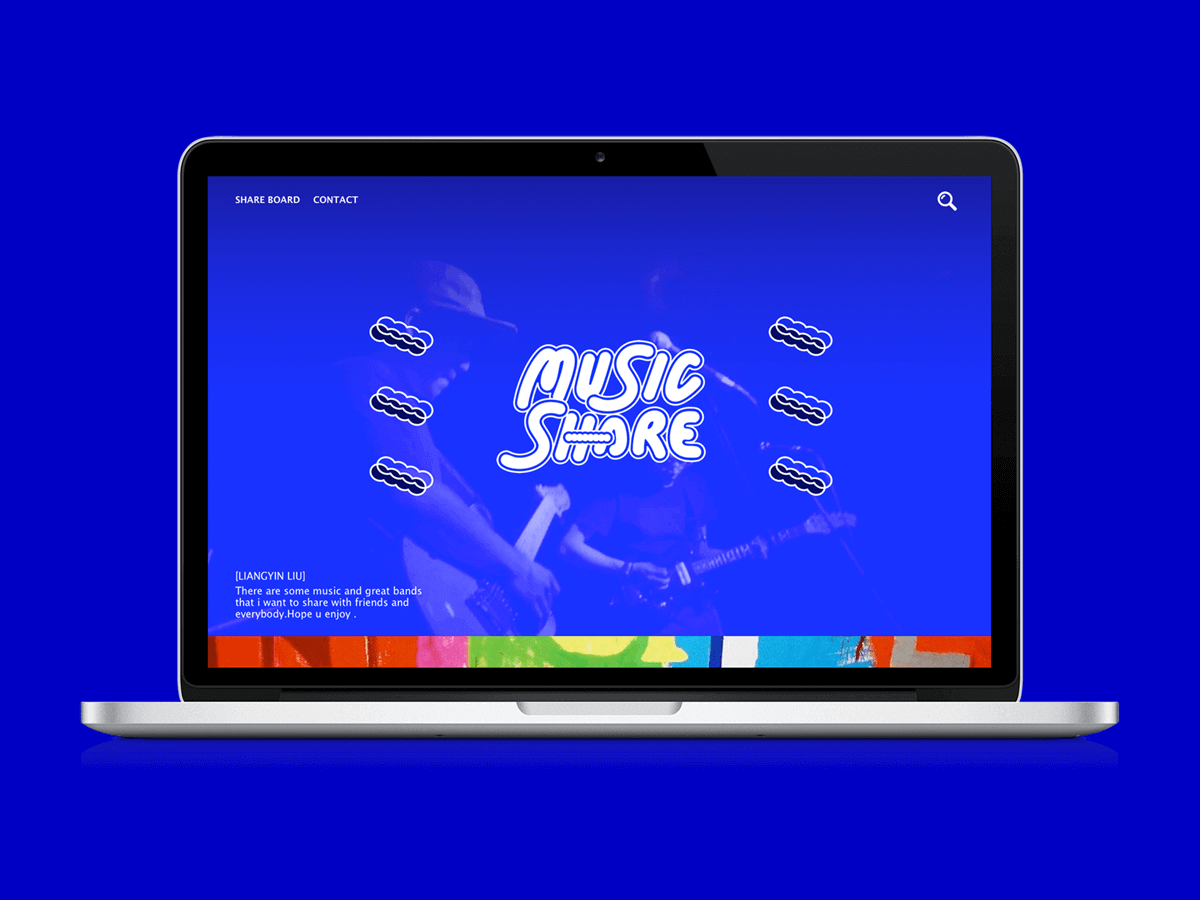 SHARE BOARD CONTACT
MUSIC
SHARE
[LIANGYIN LIU]
There are some music and great bands
that i want to share with friends and
everybody.Hope u enjoy .